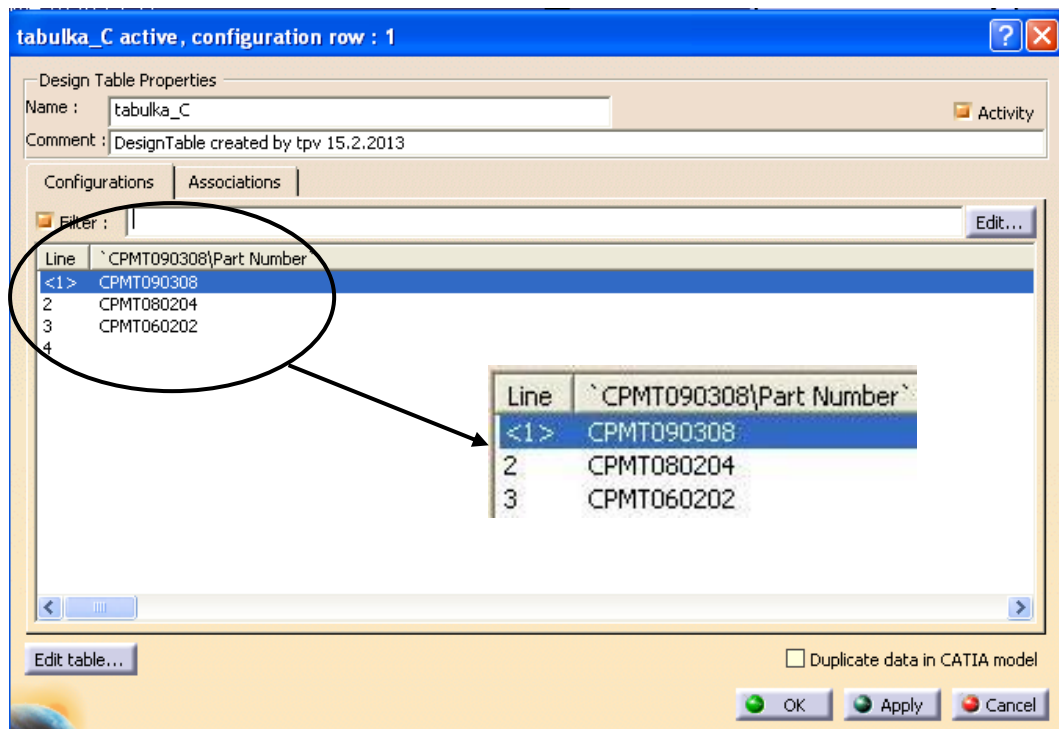 tabulka_C active, configuration row : 1
Design Table Properties
Name : tabulka_C Activity
Comment : DesignTable created by tpv 15.2.2013
Configurations Associations
Filter : Edit...
Line `CPMT090308\Part Number`
<1> CPMT090308
2 CPMT080204
3 CPMT060202
4
Line `CPMT090308\Part Number`
<1> CPMT090308
2 CPMT080204
3 CPMT060202
Edit table... Duplicate data in CATIA model
OK Apply Cancel